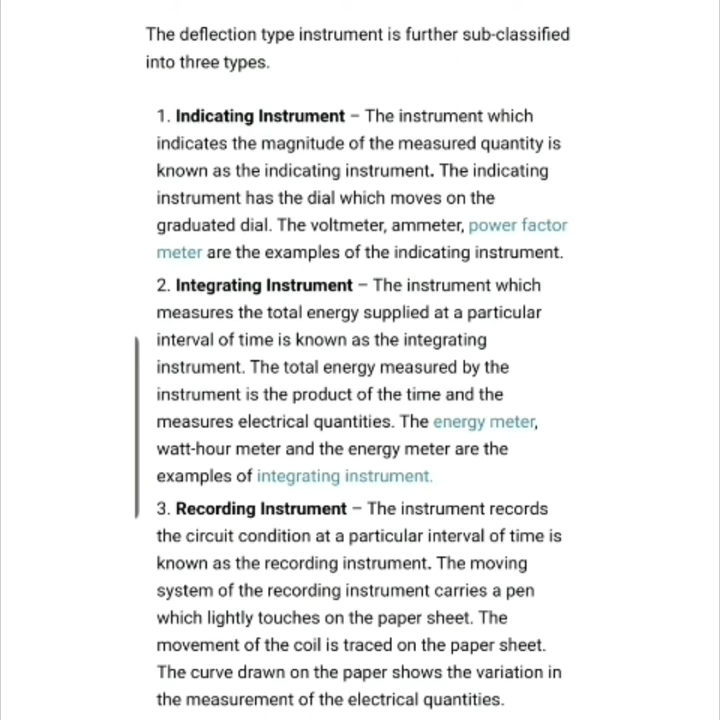 The deflection type instrument is further sub-classified
into three types.
1. Indicating Instrument – The instrument which
indicates the magnitude of the measured quantity is
known as the indicating instrument. The indicating
instrument has the dial which moves on the
graduated dial. The voltmeter, ammeter, power factor
meter are the examples of the indicating instrument.
2. Integrating Instrument – The instrument which
measures the total energy supplied at a particular
interval of time is known as the integrating
instrument. The total energy measured by the
instrument is the product of the time and the
measures electrical quantities. The energy meter,
watt-hour meter and the energy meter are the
examples of integrating instrument.
3. Recording Instrument – The instrument records
the circuit condition at a particular interval of time is
known as the recording instrument. The moving
system of the recording instrument carries a pen
which lightly touches on the paper sheet. The
movement of the coil is traced on the paper sheet.
The curve drawn on the paper shows the variation in
the measurement of the electrical quantities.